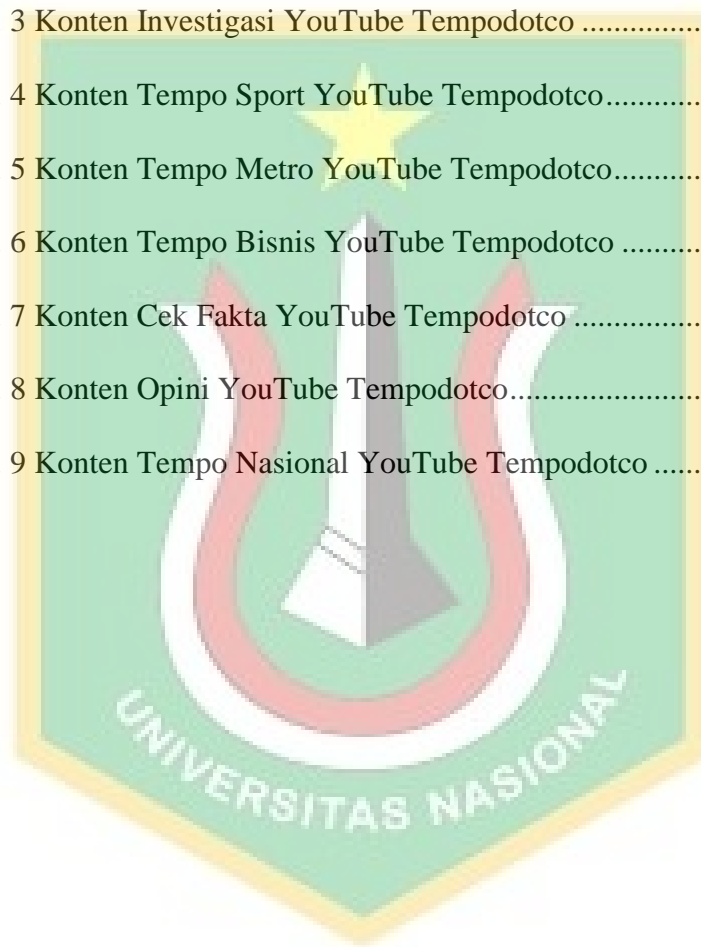 3 Konten Investigasi YouTube Tempodotco ...............
4 Konten Tempo Sport YouTube Tempodotco............
5 Konten Tempo Metro YouTube Tempodotco...........
6 Konten Tempo Bisnis YouTube Tempodotco ..........
7 Konten Cek Fakta YouTube Tempodotco ................
8 Konten Opini YouTube Tempodotco........................
9 Konten Tempo Nasional YouTube Tempodotco ......
UNIVERSITAS NASIONAL